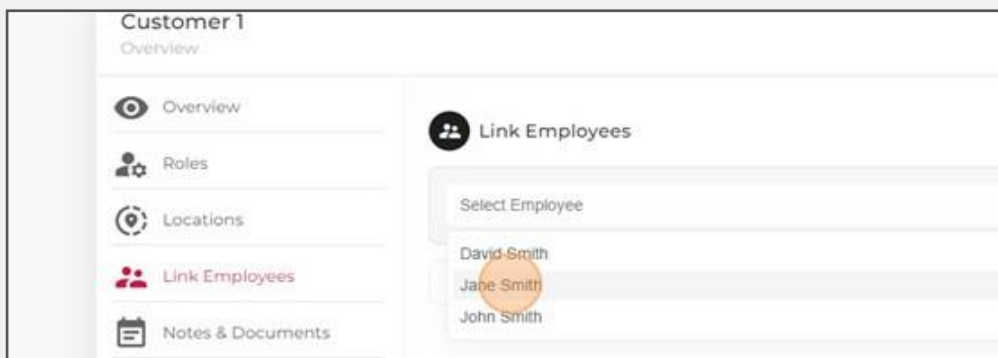 Customer 1
Overview
Overview
Roles
Locations
Link Employees
Notes & Documents
Link Employees
Select Employee
David Smith
Jane Smith
John Smith